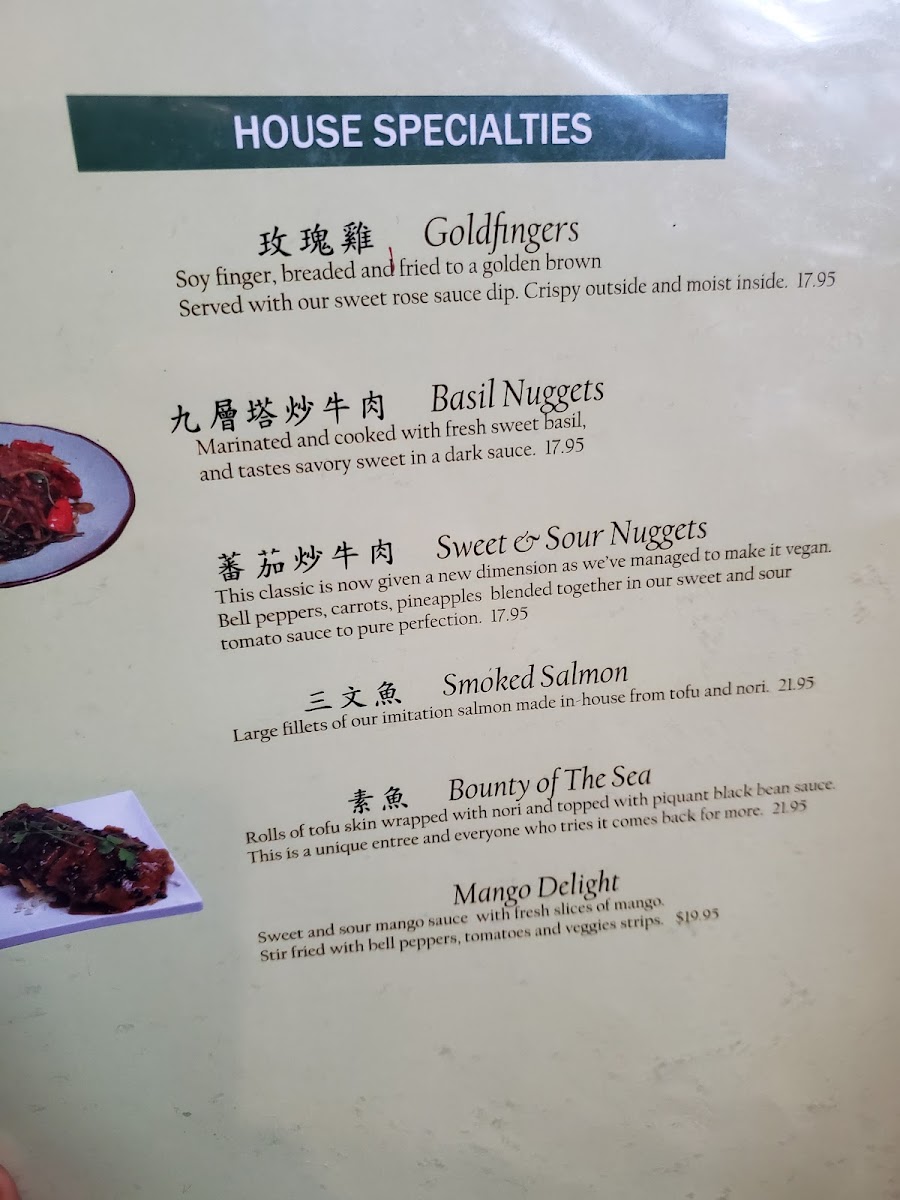 HOUSE SPECIALTIES
玫瑰雞 Goldfingers
Soy finger, breaded and fried to a golden brown
Served with our sweet rose sauce dip. Crispy outside and moist inside. 17.95
九層塔炒牛肉 Basil Nuggets
Marinated and cooked with fresh sweet basil,
and tastes savory sweet in a dark sauce. 17.95
蕃茄炒牛肉 Sweet & Sour Nuggets
This classic is now given a new dimension as we've managed to make it vegan.
Bell peppers, carrots, pineapples blended together in our sweet and sour
tomato sauce to pure perfection. 17.95
三文魚 Smoked Salmon
Large fillets of our imitation salmon made in-house from tofu and nori. 21.95
素魚 Bounty of The Sea
Rolls of tofu skin wrapped with nori and topped with piquant black bean sauce.
This is a unique entree and everyone who tries it comes back for more. 21.95
Mango Delight
Sweet and sour mango sauce with fresh slices of mango.
Stir fried with bell peppers, tomatoes and veggies strips. $19.95